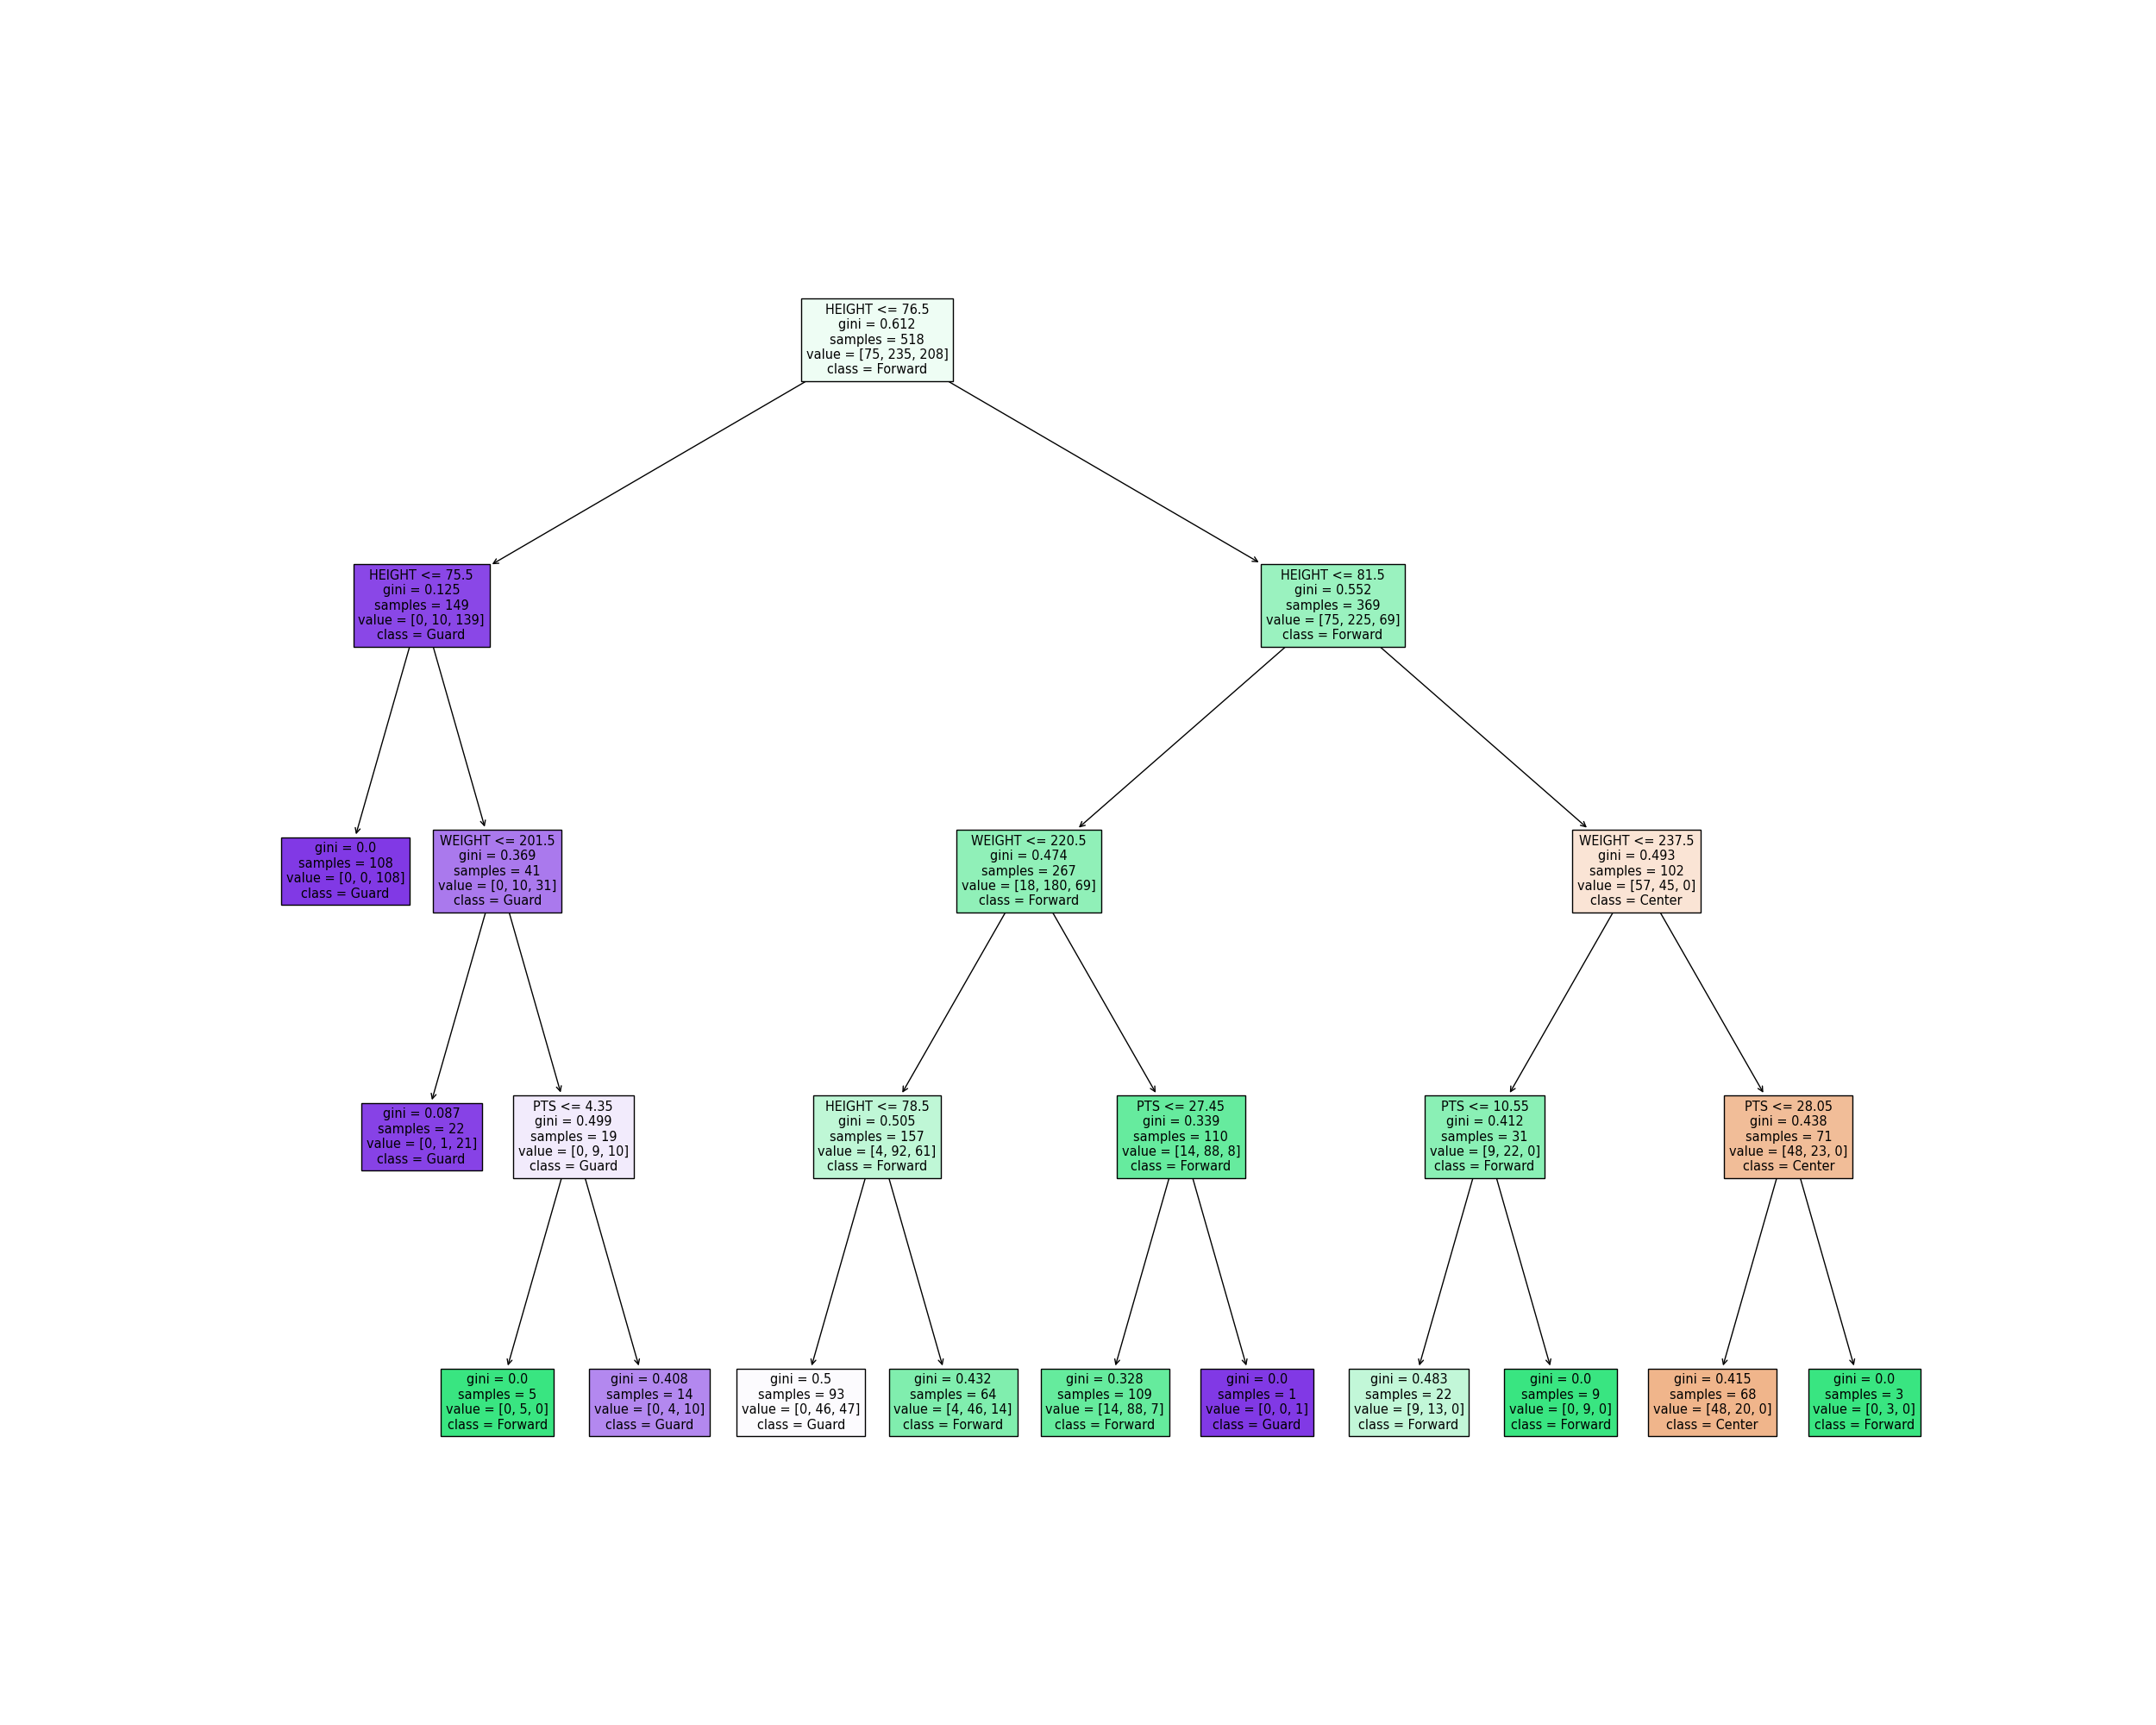 HEIGHT <= 76.5
gini = 0.612
samples = 518
value = [75, 235, 208]
class = Forward
HEIGHT <= 75.5
gini = 0.125
samples = 149
value = [0, 10, 139]
class = Guard
HEIGHT <= 81.5
gini = 0.552
samples = 369
value = [75, 225, 69]
class = Forward
gini = 0.0
samples = 108
value = [0, 0, 108]
class = Guard
WEIGHT <= 201.5
gini = 0.369
samples = 41
value = [0, 10, 31]
class = Guard
WEIGHT <= 220.5
gini = 0.474
samples = 267
value = [18, 180, 69]
class = Forward
WEIGHT <= 237.5
gini = 0.493
samples = 102
value = [57, 45, 0]
class = Center
gini = 0.087
samples = 22
value = [0, 1, 21]
class = Guard
PTS <= 4.35
gini = 0.499
samples = 19
value = [0, 9, 10]
class = Guard
HEIGHT <= 78.5
gini = 0.505
samples = 157
value = [4, 92, 61]
class = Forward
PTS <= 27.45
gini = 0.339
samples = 110
value = [14, 88, 8]
class = Forward
PTS <= 10.55
gini = 0.412
samples = 31
value = [9, 22, 0]
class = Forward
PTS <= 28.05
gini = 0.438
samples = 71
value = [48, 23, 0]
class = Center
gini = 0.0
samples = 5
value = [0, 5, 0]
class = Forward
gini = 0.408
samples = 14
value = [0, 4, 10]
class = Guard
gini = 0.5
samples = 93
value = [0, 46, 47]
class = Guard
gini = 0.432
samples = 64
value = [4, 46, 14]
class = Forward
gini = 0.328
samples = 109
value = [14, 88, 7]
class = Forward
gini = 0.0
samples = 1
value = [0, 0, 1]
class = Guard
gini = 0.483
samples = 22
value = [9, 13, 0]
class = Forward
gini = 0.0
samples = 9
value = [0, 9, 0]
class = Forward
gini = 0.415
samples = 68
value = [48, 20, 0]
class = Center
gini = 0.0
samples = 3
value = [0, 3, 0]
class = Forward